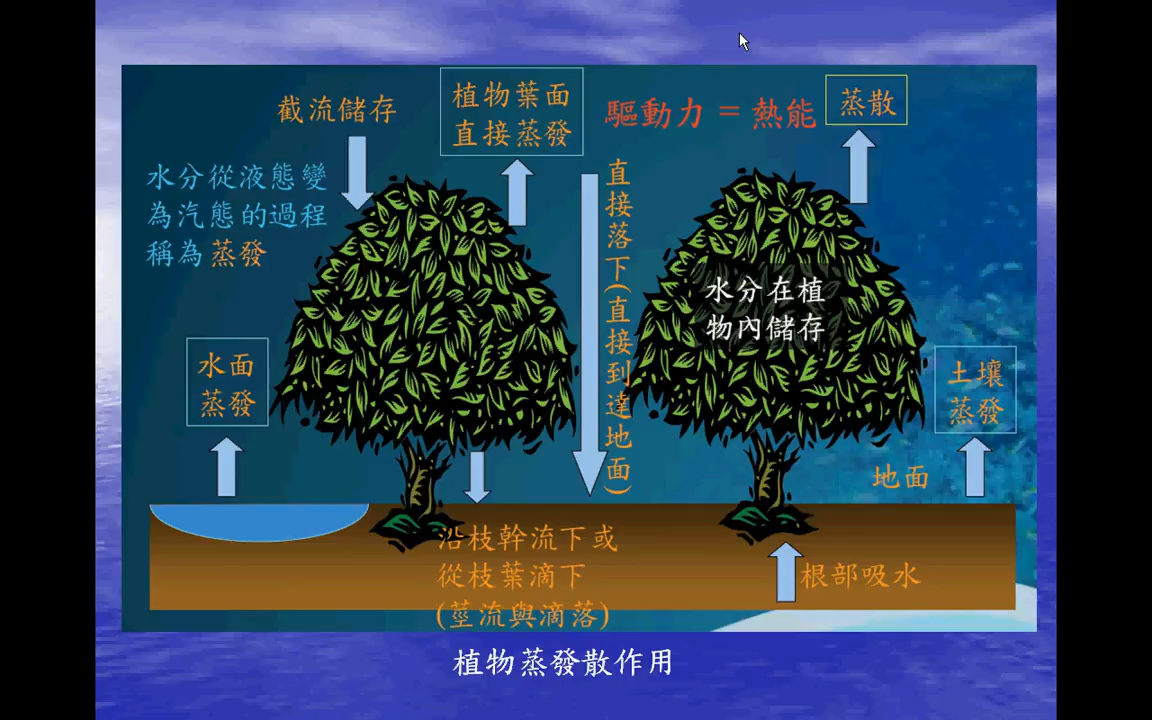 截流儲存
植物葉面
直接蒸發
驅動力 = 熱能
蒸散
水分從液態變
為汽態的過程
稱為蒸發
直接落下(直接到達地面)
水分在植
物內儲存
水面
蒸發
土壤
蒸發
地面
沿枝幹流下或
從枝葉滴下
(莖流與滴落)
根部吸水
植物蒸發散作用